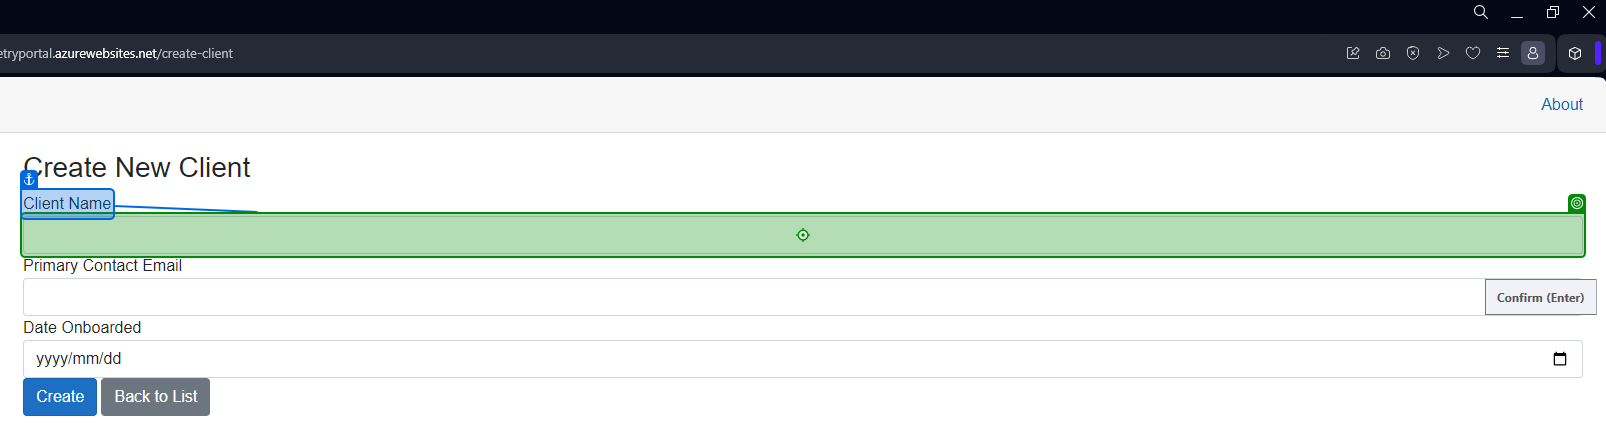 etryportal.azurewebsites.net/create-client
About
Create New Client
Client Name
Primary Contact Email
Confirm (Enter)
Date Onboarded
yyyy/mm/dd
Create
Back to List